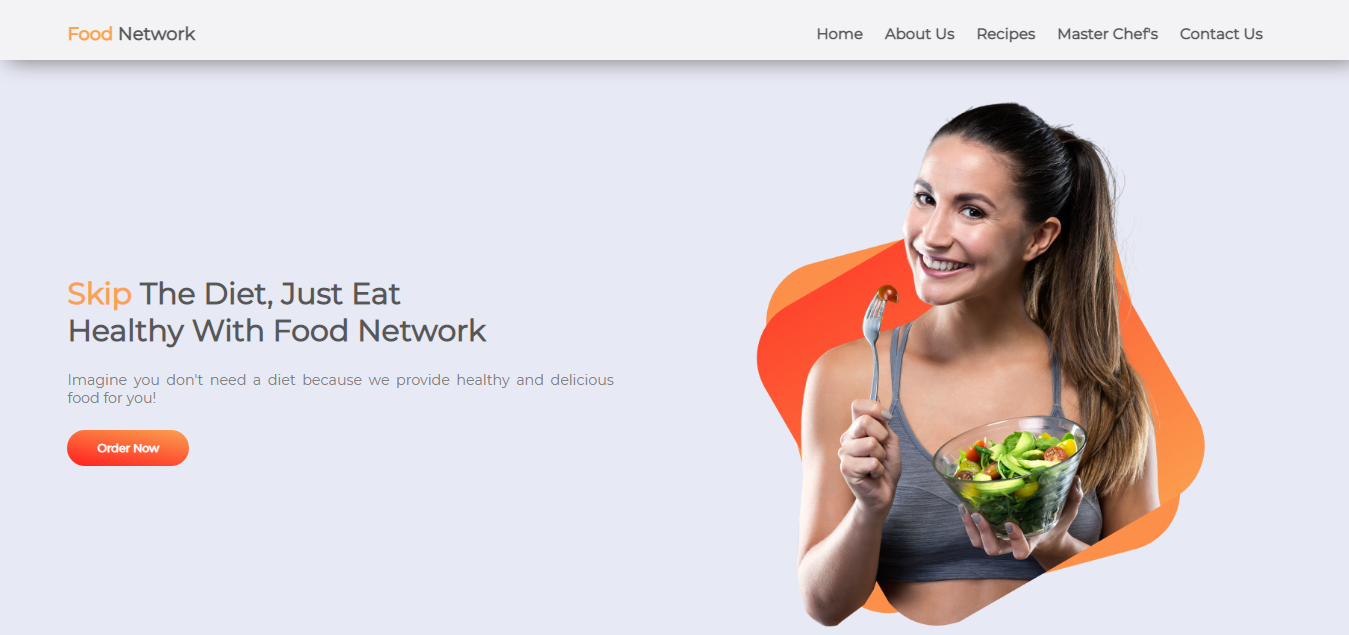 Food Network
Home About Us Recipes Master Chef's Contact Us
Skip The Diet, Just Eat
Healthy With Food Network
Imagine you don't need a diet because we provide healthy and delicious
food for you!
Order Now